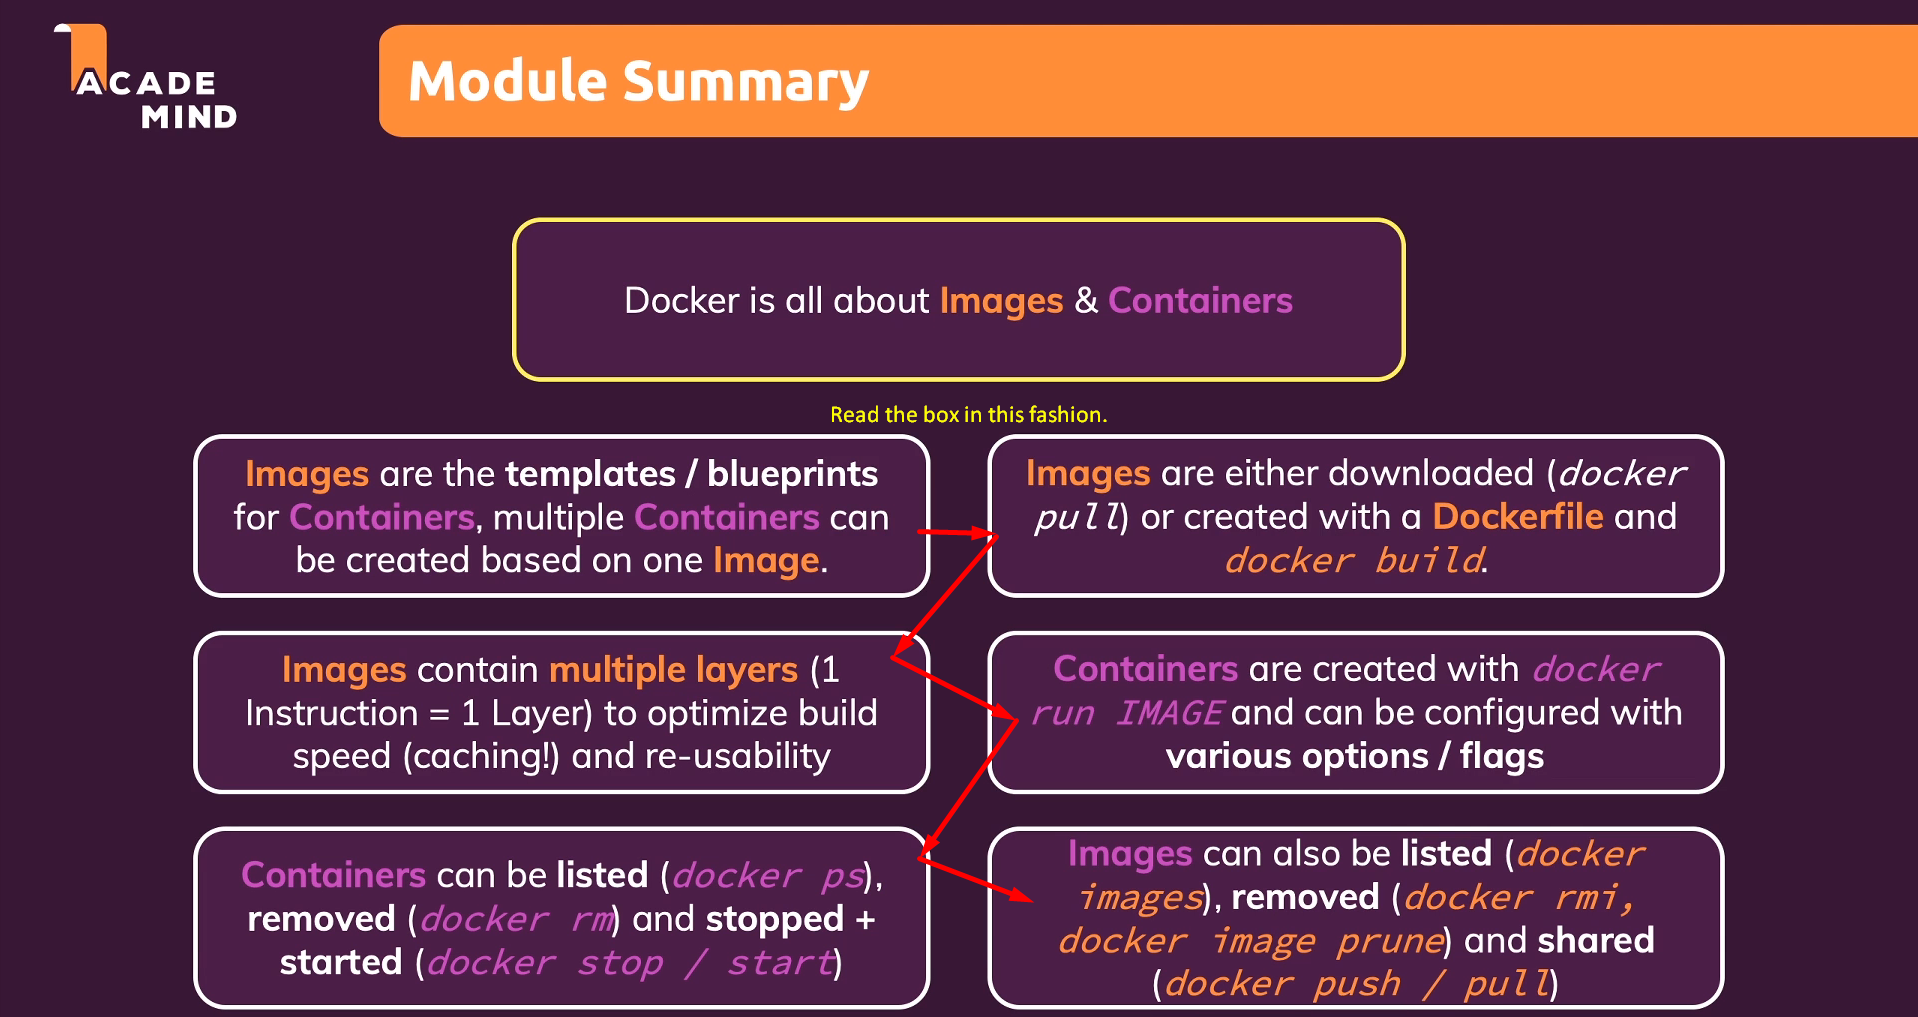 ACADE
MIND
Module Summary
Docker is all about Images & Containers
Read the box in this fashion.
Images are the templates / blueprints
for Containers, multiple Containers can
be created based on one Image.
Images are either downloaded (docker
pull) or created with a Dockerfile and
docker build.
Images contain multiple layers (1
Instruction = 1 Layer) to optimize build
speed (caching!) and re-usability
Containers are created with docker
run IMAGE and can be configured with
various options / flags
Containers can be listed (docker ps),
removed (docker rm) and stopped +
started (docker stop / start)
Images can also be listed (docker
images), removed (docker rmi,
docker image prune) and shared
(docker push / pull)